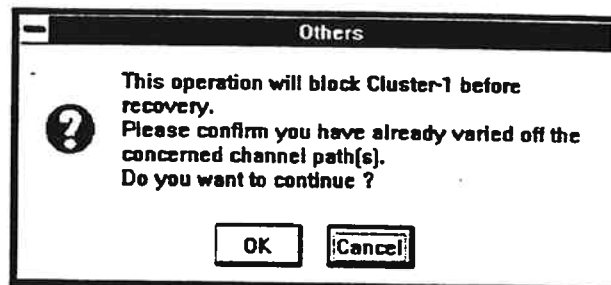 Others
This operation will block Cluster-1 before
recovery.
Please confirm you have already varied off the
concerned channel path(s).
Do you want to continue ?
OK
Cancel